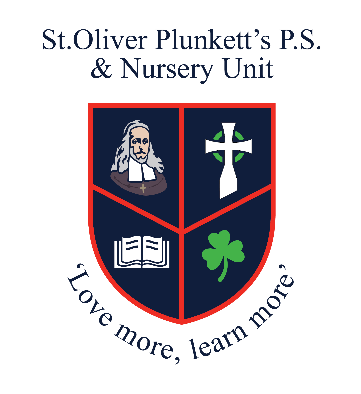 St.Oliver Plunkett's P.S.
& Nursery Unit
'Love more, learn more'